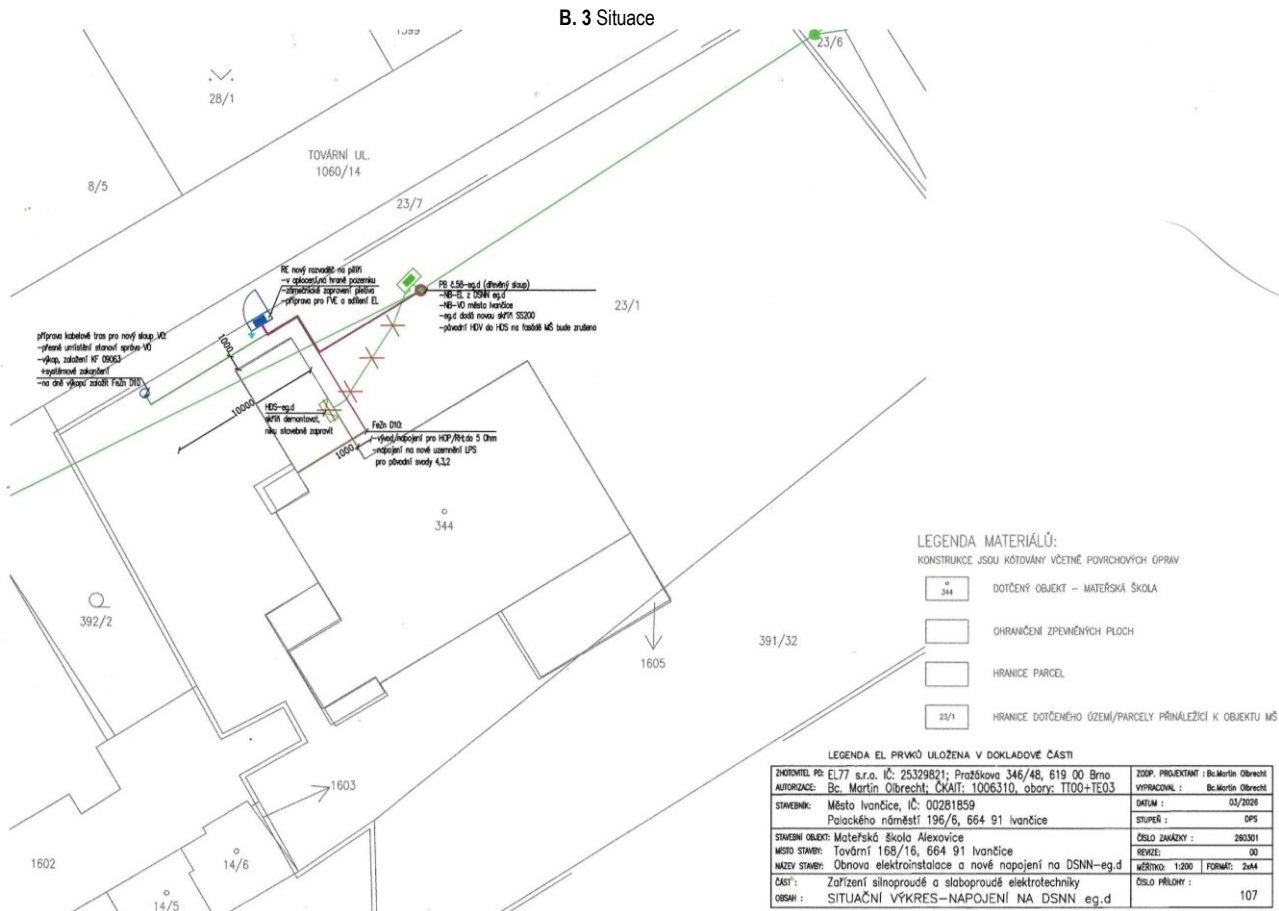 B. 3 Situace
1599
23/6
28/1
TOVÁRNÍ UL.
1060/14
8/5
23/7
RE nový rozvaděč na pilíři
-v oplocení/na hraně pozemku
-zámečnické zapravení pletiva
-příprava pro FVE a sdílení EL
PB č.58-eg.d (dřevěný sloup)
-NB-EL z DSNN eg.d
-NB-VO města Ivančice
-eg.d dodá novou skříň SS200
-původní HDV do HDS na fasádě MŠ bude zrušeno
23/1
příprava kabelové tras pro nový sloup VO:
-přesné umístění stanoví správa VO
-výkop, založení KF 09063
+systémové zakončení
-na dně výkopu založit FeZn D10
1000
10000
HDS-eg.d
skříň demontovat,
niku stavebně zapravit
FeZn D10:
-vývod/napojení pro HOP/RH;do 5 Ohm
-napojení na nové uzemnění LPS
pro původní svody 4,3,2
1000
344
392/2
1605
391/32
1603
1602
14/6
14/5
LEGENDA MATERIÁLŮ:
KONSTRUKCE JSOU KÓTOVÁNY VČETNĚ POVRCHOVÝCH ÚPRAV
344 DOTČENÝ OBJEKT – MATEŘSKÁ ŠKOLA
OHRANIČENÍ ZPEVNĚNÝCH PLOCH
HRANICE PARCEL
23/1 HRANICE DOTČENÉHO ÚZEMÍ/PARCELY PŘINÁLEŽÍCÍ K OBJEKTU MŠ
LEGENDA EL PRVKŮ ULOŽENA V DOKLADOVÉ ČÁSTI
ZHOTOVITEL PD: EL77 s.r.o. IČ: 25329821; Pražákova 346/48, 619 00 Brno
AUTORIZACE: Bc. Martin Olbrecht; ČKAIT: 1006310, obory: TT00+TE03
ZODP. PROJEKTANT : Bc.Martin Olbrecht
VYPRACOVAL : Bc.Martin Olbrecht
STAVEBNÍK: Město Ivančice, IČ: 00281859
Palackého náměstí 196/6, 664 91 Ivančice
DATUM : 03/2026
STUPEŇ : DPS
STAVEBNÍ OBJEKT: Mateřská škola Alexovice
MÍSTO STAVBY: Tovární 168/16, 664 91 Ivančice
NÁZEV STAVBY: Obnova elektroinstalace a nové napojení na DSNN-eg.d
ČÍSLO ZAKÁZKY : 260301
REVIZE: 00
MĚŘÍTKO: 1:200 FORMÁT: 2xA4
ČÁST: Zařízení silnoproudé a slaboproudé elektrotechniky
OBSAH : SITUAČNÍ VÝKRES-NAPOJENÍ NA DSNN eg.d
ČÍSLO PŘÍLOHY :
107